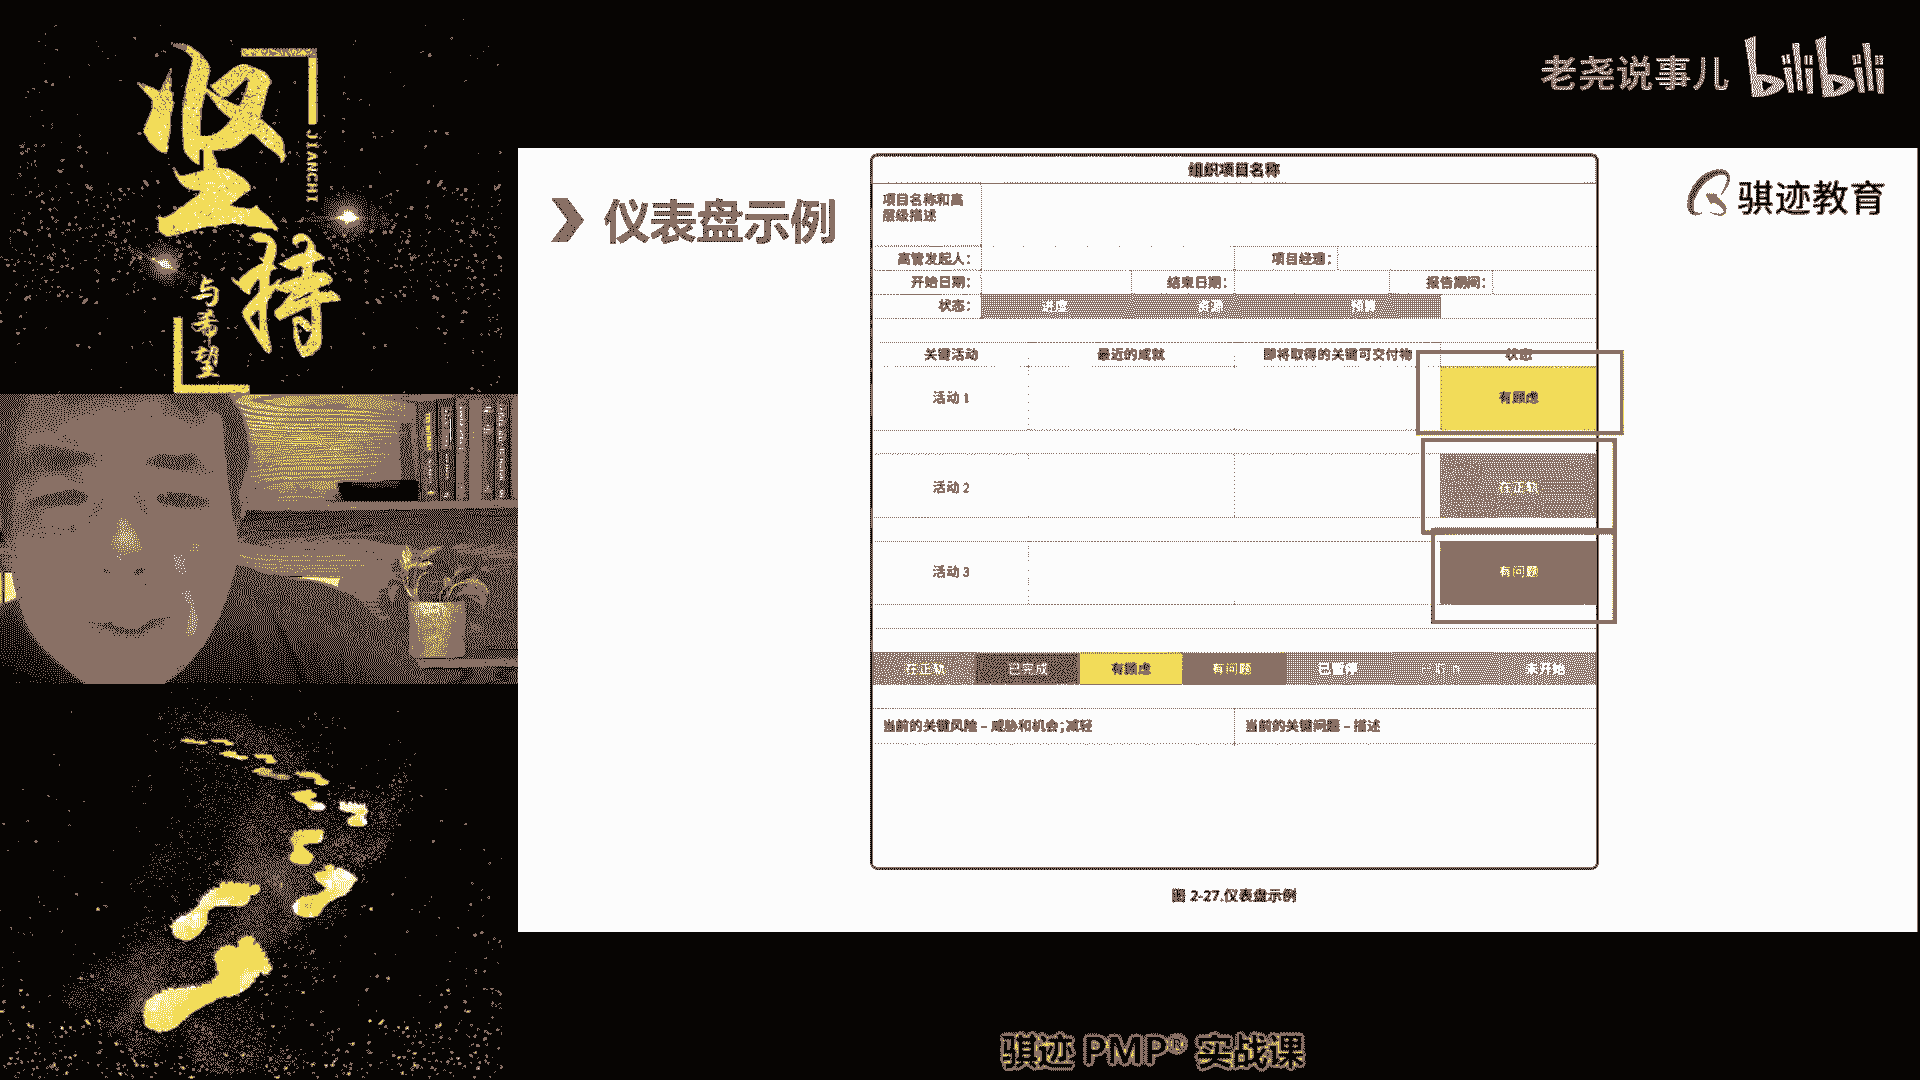 坚持
JIANCHI
与希望
老尧说事儿 bilibili
骐迹教育
仪表盘示例
组织项目名称
项目名称和高
层级描述
高管发起人：
项目经理：
开始日期：
结束日期：
报告期间：
状态：
进度
资源
预算
关键活动
最近的成就
即将取得的关键可交付物
状态
活动 1
有顾虑
活动 2
在正轨
活动 3
有问题
在正轨
已完成
有顾虑
有问题
已暂停
未开始
当前的关键风险 – 威胁和机会；减轻
当前的关键问题 – 描述
图 2-27.仪表盘示例
骐迹 PMP® 实战课